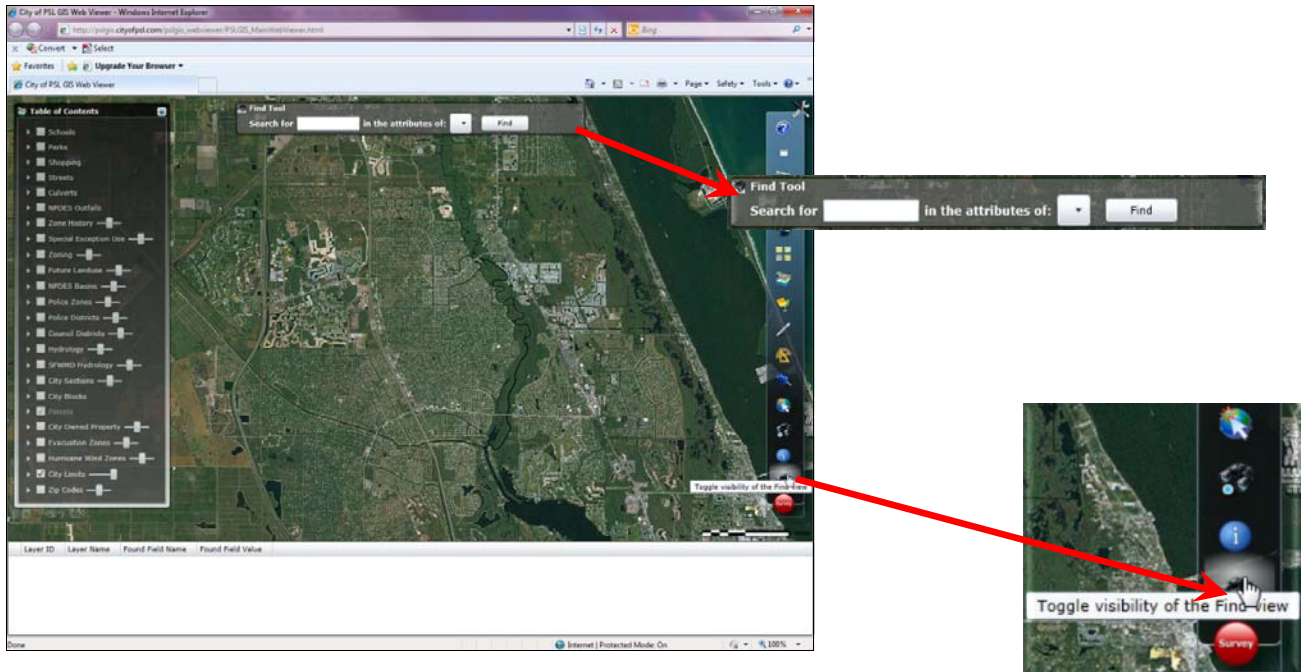 City of PSL GIS Web Viewer - Windows Internet Explorer
http://pslgis.cityofpsl.com/pslgis_webviewer/PSLGIS_MainWebViewer.html
Bing
x Convert Select
Favorites Upgrade Your Browser
City of PSL GIS Web Viewer
Page Safety Tools
Table of Contents
Schools
Parks
Shopping
Streets
Culverts
NPDES Outfalls
Zone History
Special Exception Use
Zoning
Future Landuse
NPDES Basins
Police Zones
Police Districts
Council Districts
Hydrology
SFWMD Hydrology
City Sections
City Blocks
Parcels
City Owned Property
Evacuation Zones
Hurricane Wind Zones
City Limits
Zip Codes
Find Tool
Search for in the attributes of: Find
Find Tool
Search for in the attributes of: Find
Toggle visibility of the Find view
Survey
Toggle visibility of the Find view
Survey
Layer ID Layer Name Found Field Name Found Field Value
Done
Internet | Protected Mode: On
100%